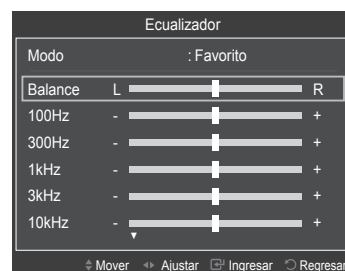 Ecualizador
Modo : Favorito
Balance L R
100Hz - +
300Hz - +
1kHz - +
3kHz - +
10kHz - +
Mover Ajustar Ingresar Regresar